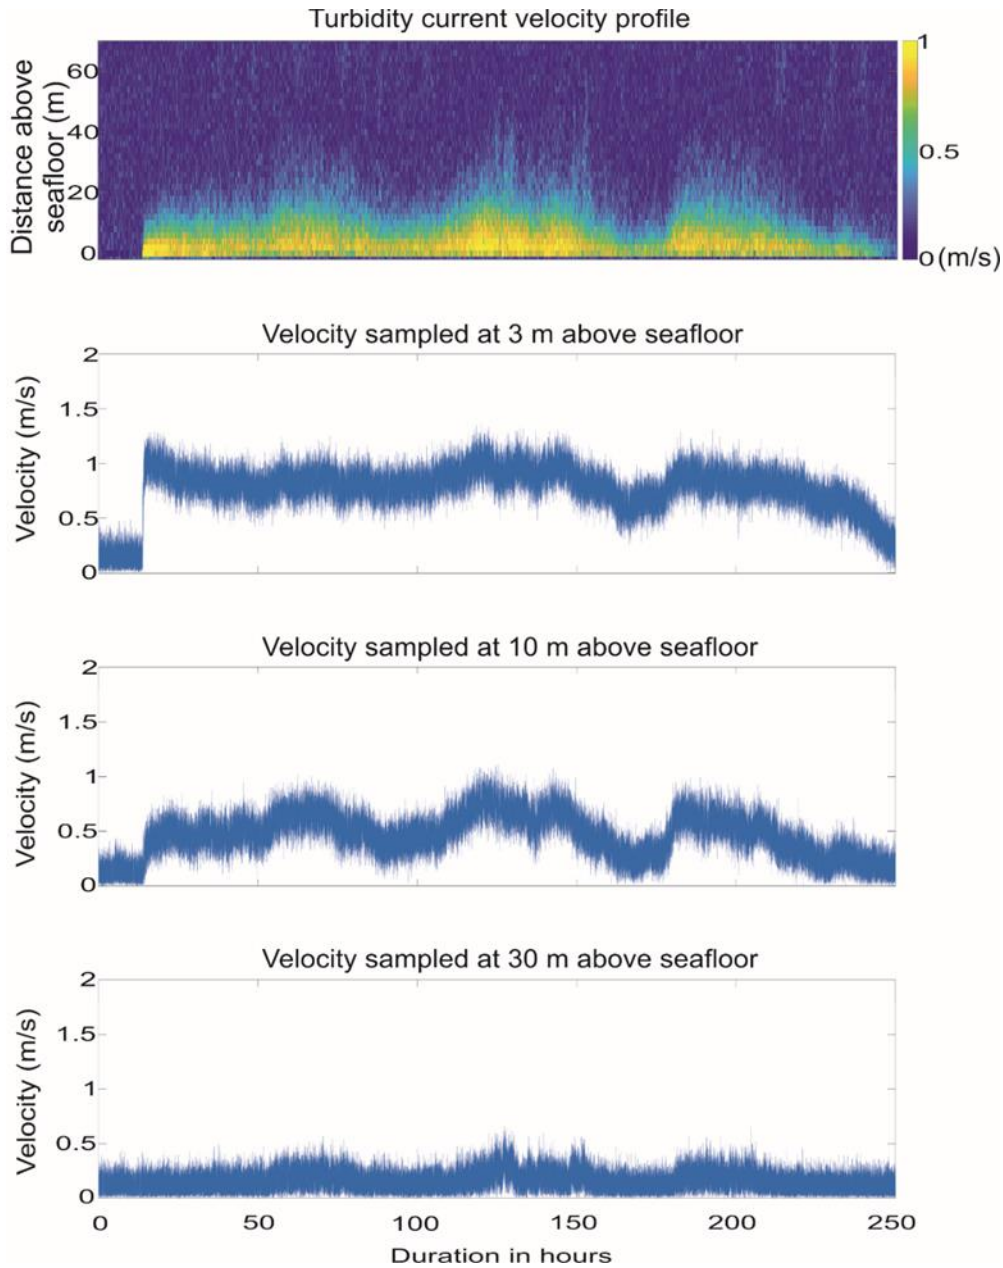 Turbidity current velocity profile
Distance above
seafloor (m)
60
40
20
0
1
0.5
0 (m/s)
Velocity sampled at 3 m above seafloor
Velocity (m/s)
2
1.5
1
0.5
0
Velocity sampled at 10 m above seafloor
Velocity (m/s)
2
1.5
1
0.5
0
Velocity sampled at 30 m above seafloor
Velocity (m/s)
2
1.5
1
0.5
0
0 50 100 150 200 250
Duration in hours